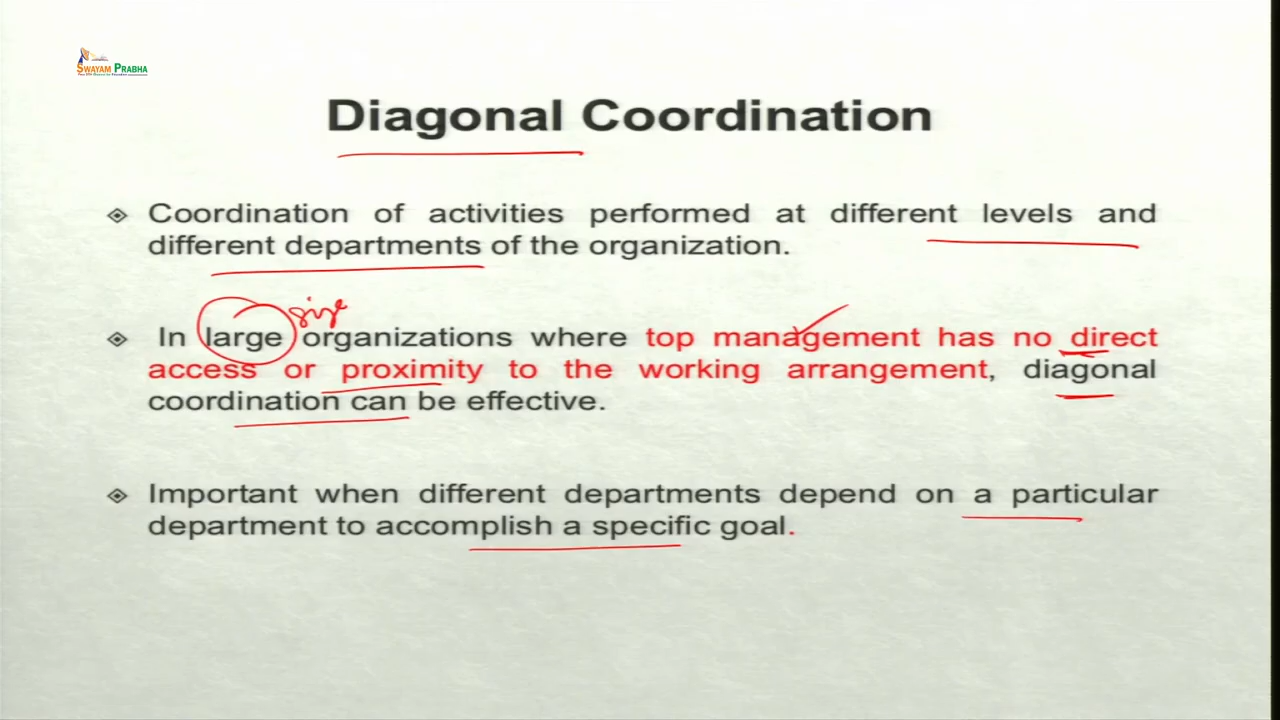 SWAYAM PRABHA
Diagonal Coordination
Coordination of activities performed at different levels and
different departments of the organization.
size
In large organizations where top management has no direct
access or proximity to the working arrangement, diagonal
coordination can be effective.
Important when different departments depend on a particular
department to accomplish a specific goal.